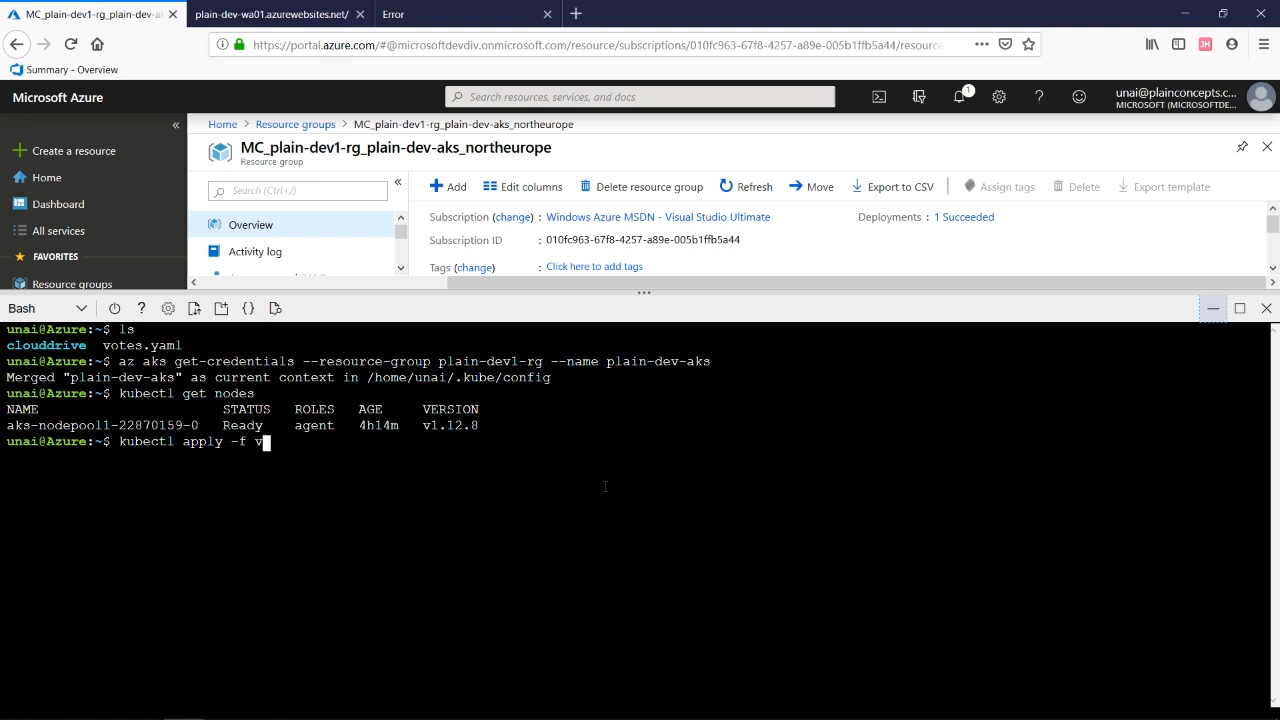 MC_plain-dev1-rg_plain-dev-a
plain-dev-wa01.azurewebsites.net/
Error
https://portal.azure.com/#@microsoftdevdiv.onmicrosoft.com/resource/subscriptions/010fc963-67f8-4257-a89e-005b1ffb5a44/resourc
Summary - Overview
Microsoft Azure
Search resources, services, and docs
1
unai@plainconcepts.c...
MICROSOFT (MICROSOFTDE...
Home > Resource groups > MC_plain-dev1-rg_plain-dev-aks_northeurope
MC_plain-dev1-rg_plain-dev-aks_northeurope
Resource group
Create a resource
Home
Dashboard
All services
FAVORITES
Resource groups
Search (Ctrl+/)
Overview
Activity log
Add
Edit columns
Delete resource group
Refresh
Move
Export to CSV
Assign tags
Delete
Export template
Subscription (change) : Windows Azure MSDN - Visual Studio Ultimate
Deployments : 1 Succeeded
Subscription ID : 010fc963-67f8-4257-a89e-005b1ffb5a44
Tags (change) : Click here to add tags
Bash
unai@Azure:~$ ls
clouddrive votes.yaml
unai@Azure:~$ az aks get-credentials --resource-group plain-dev1-rg --name plain-dev-aks
Merged "plain-dev-aks" as current context in /home/unai/.kube/config
unai@Azure:~$ kubectl get nodes
NAME STATUS ROLES AGE VERSION
aks-nodepool1-22870159-0 Ready agent 4h14m v1.12.8
unai@Azure:~$ kubectl apply -f v